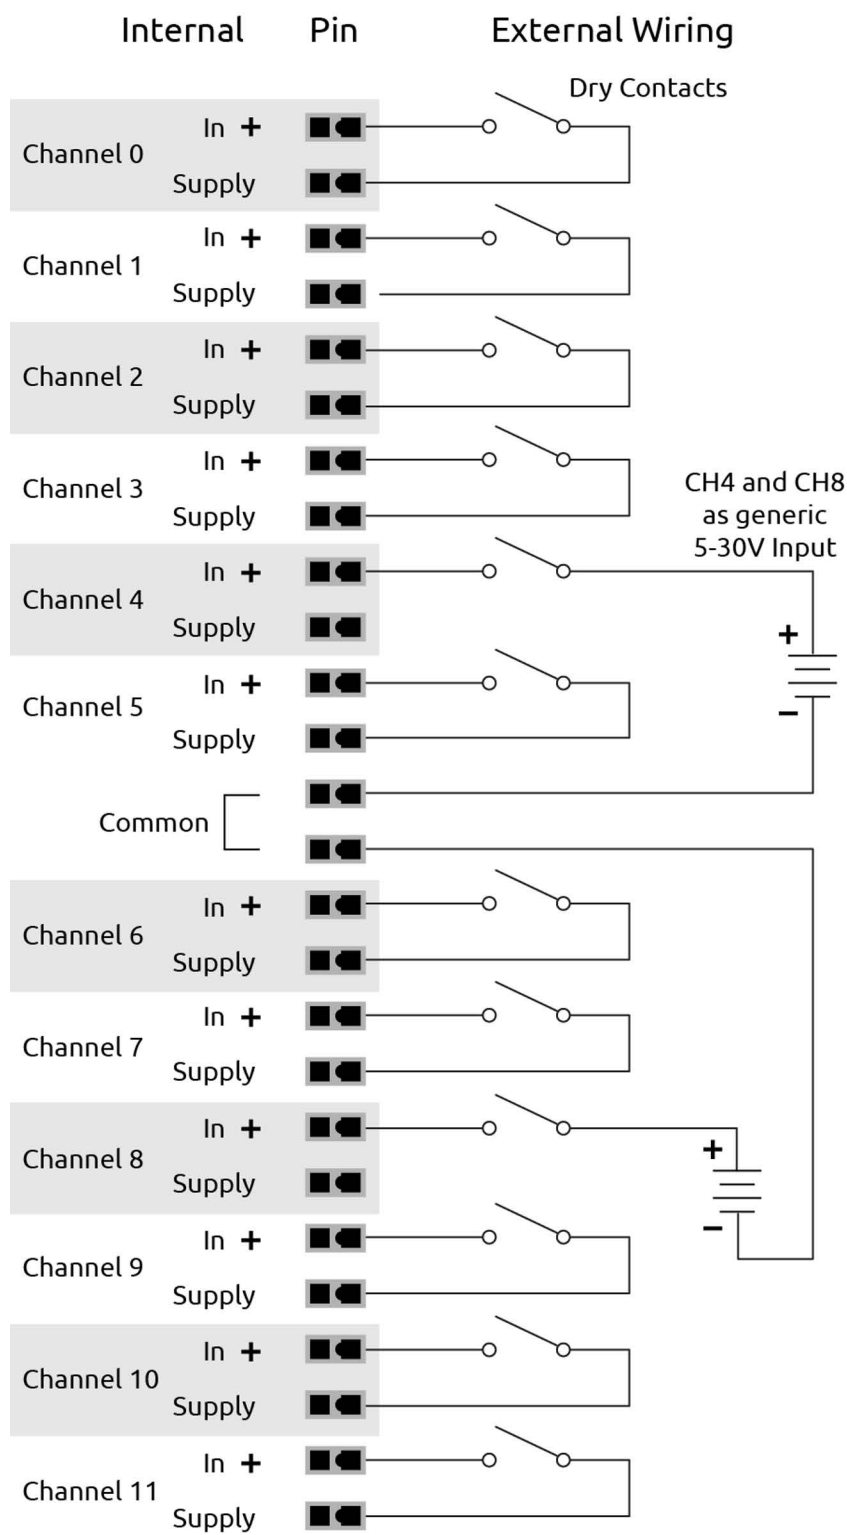 Internal Pin External Wiring
Dry Contacts
In +
Channel 0
Supply
In +
Channel 1
Supply
In +
Channel 2
Supply
In +
Channel 3
Supply
CH4 and CH8
as generic
5-30V Input
In +
Channel 4
Supply
+
In +
Channel 5
−
Supply
Common
In +
Channel 6
Supply
In +
Channel 7
Supply
In +
+
Channel 8
Supply
−
In +
Channel 9
Supply
In +
Channel 10
Supply
In +
Channel 11
Supply